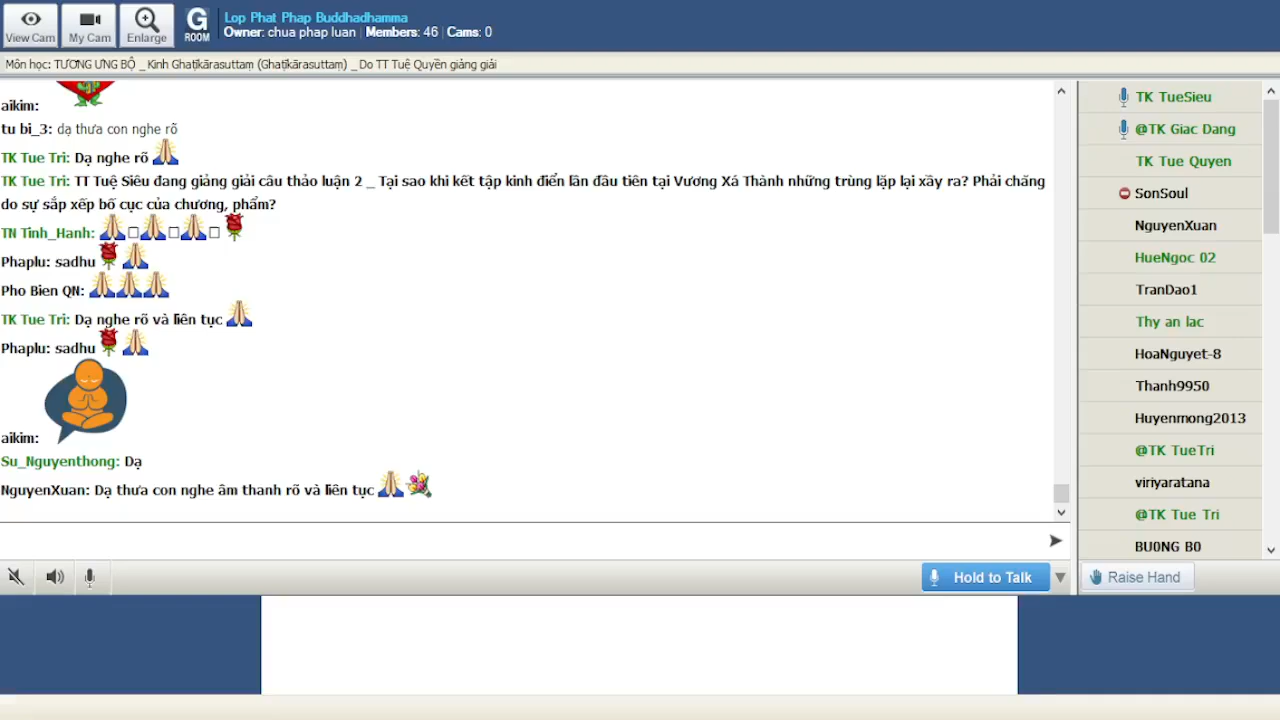 View Cam
My Cam
Enlarge
G
ROOM
Lop Phat Phap Buddhadhamma
Owner: chua phap luan | Members: 46 | Cams: 0
Môn học: TƯƠNG ƯNG BỘ _ Kinh Ghaṭikārasuttaṃ (Ghaṭikārasuttaṃ) _ Do TT Tuệ Quyền giảng giải
aikim:
tu bi_3: dạ thưa con nghe rõ
TK Tue Tri: Dạ nghe rõ
TK Tue Tri: TT Tuệ Siêu đang giảng giải câu thảo luận 2 _ Tại sao khi kết tập kinh điển lần đầu tiên tại Vương Xá Thành những trùng lặp lại xẩy ra? Phải chăng
do sự sắp xếp bố cục của chương, phẩm?
TN Tinh_Hanh:
Phaplu: sadhu
Pho Bien QN:
TK Tue Tri: Dạ nghe rõ và liên tục
Phaplu: sadhu
aikim:
Su_Nguyenthong: Dạ
NguyenXuan: Dạ thưa con nghe âm thanh rõ và liên tục
Hold to Talk
TK TueSieu
@TK Giac Dang
TK Tue Quyen
SonSoul
NguyenXuan
HueNgoc 02
TranDao1
Thy an lac
HoaNguyet-8
Thanh9950
Huyenmong2013
@TK TueTri
viriyaratana
@TK Tue Tri
BU0NG B0
Raise Hand